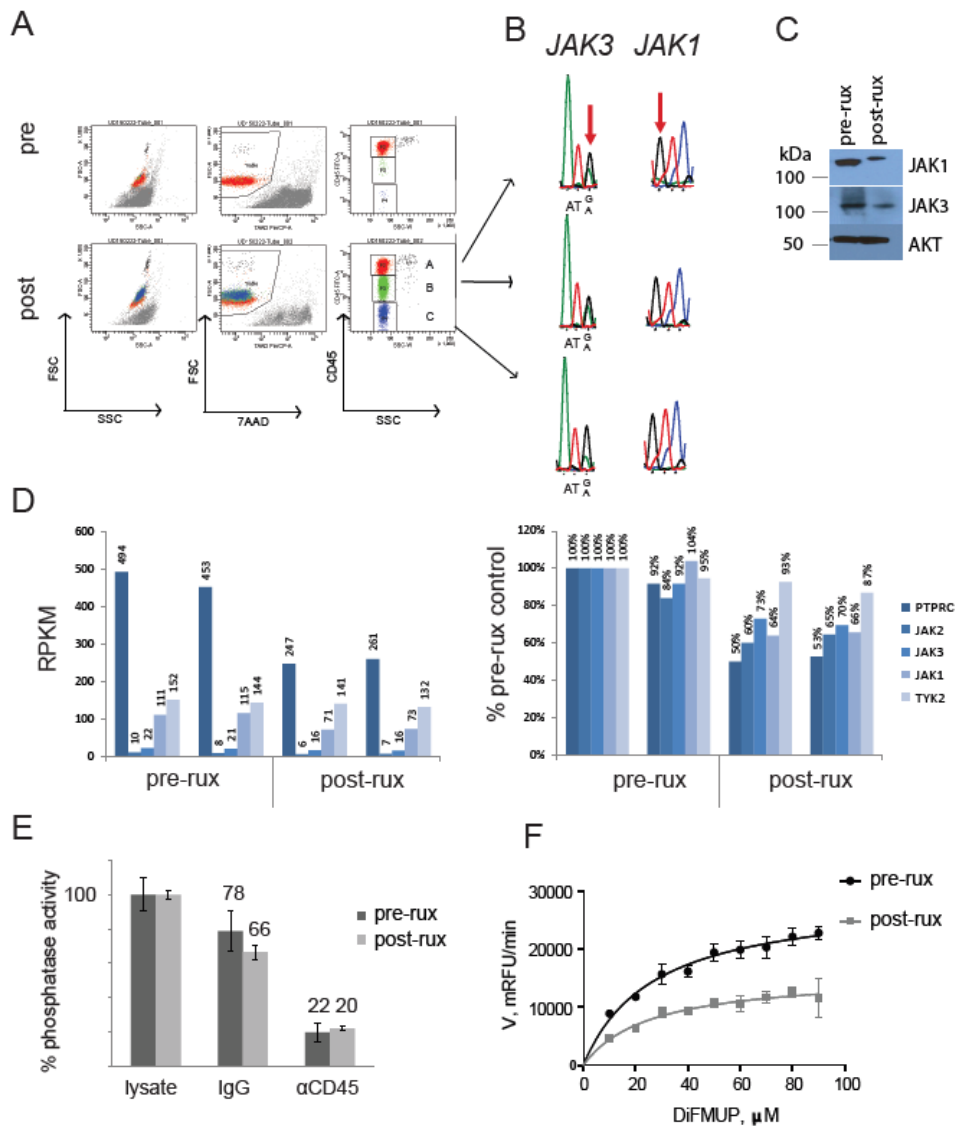 A
B
C
JAK3
JAK1
pre-rux
post-rux
kDa
100
JAK1
100
JAK3
50
AKT
pre
post
A
B
C
FSC
SSC
FSC
7AAD
CD45
SSC
AT G
A
AT G
A
AT G
A
D
RPKM
600
500
400
300
200
100
0
494
10
22
111
152
453
8
21
115
144
247
6
16
71
141
261
7
16
73
132
pre-rux
post-rux
% pre-rux control
120%
100%
80%
60%
40%
20%
0%
100%
100%
100%
100%
100%
92%
84%
92%
104%
95%
50%
60%
73%
64%
93%
53%
65%
70%
66%
87%
pre-rux
post-rux
PTPRC
JAK2
JAK3
JAK1
TYK2
E
% phosphatase activity
100
78
66
22
20
lysate
IgG
αCD45
pre-rux
post-rux
F
pre-rux
post-rux
V, mRFU/min
30000
20000
10000
0
0
20
40
60
80
100
DiFMUP, μM